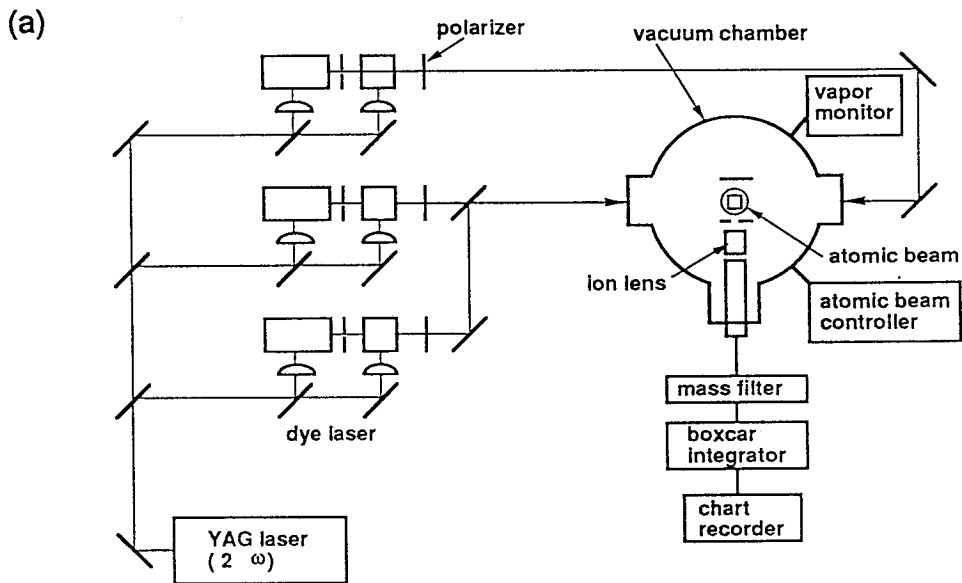 (a)
polarizer
vacuum chamber
vapor
monitor
ion lens
atomic beam
atomic beam
controller
mass filter
dye laser
boxcar
integrator
chart
recorder
YAG laser
( 2 ω)